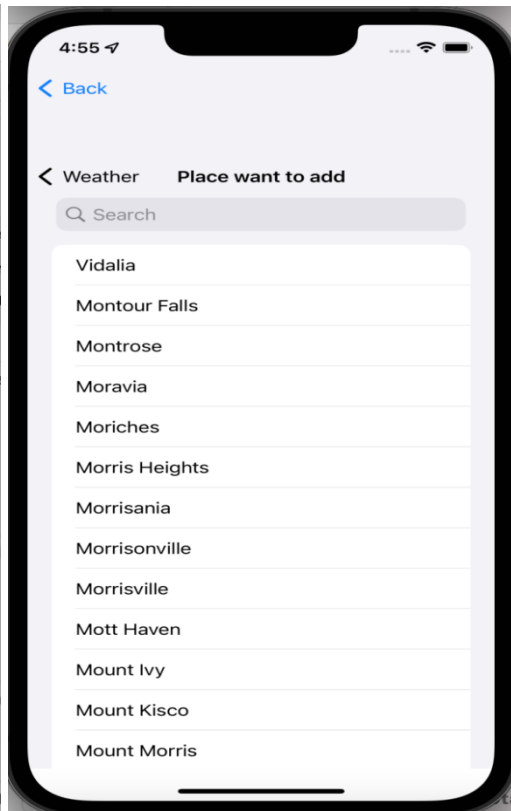 4:55
Back
Weather Place want to add
Search
Vidalia
Montour Falls
Montrose
Moravia
Moriches
Morris Heights
Morrisania
Morrisonville
Morrisville
Mott Haven
Mount Ivy
Mount Kisco
Mount Morris